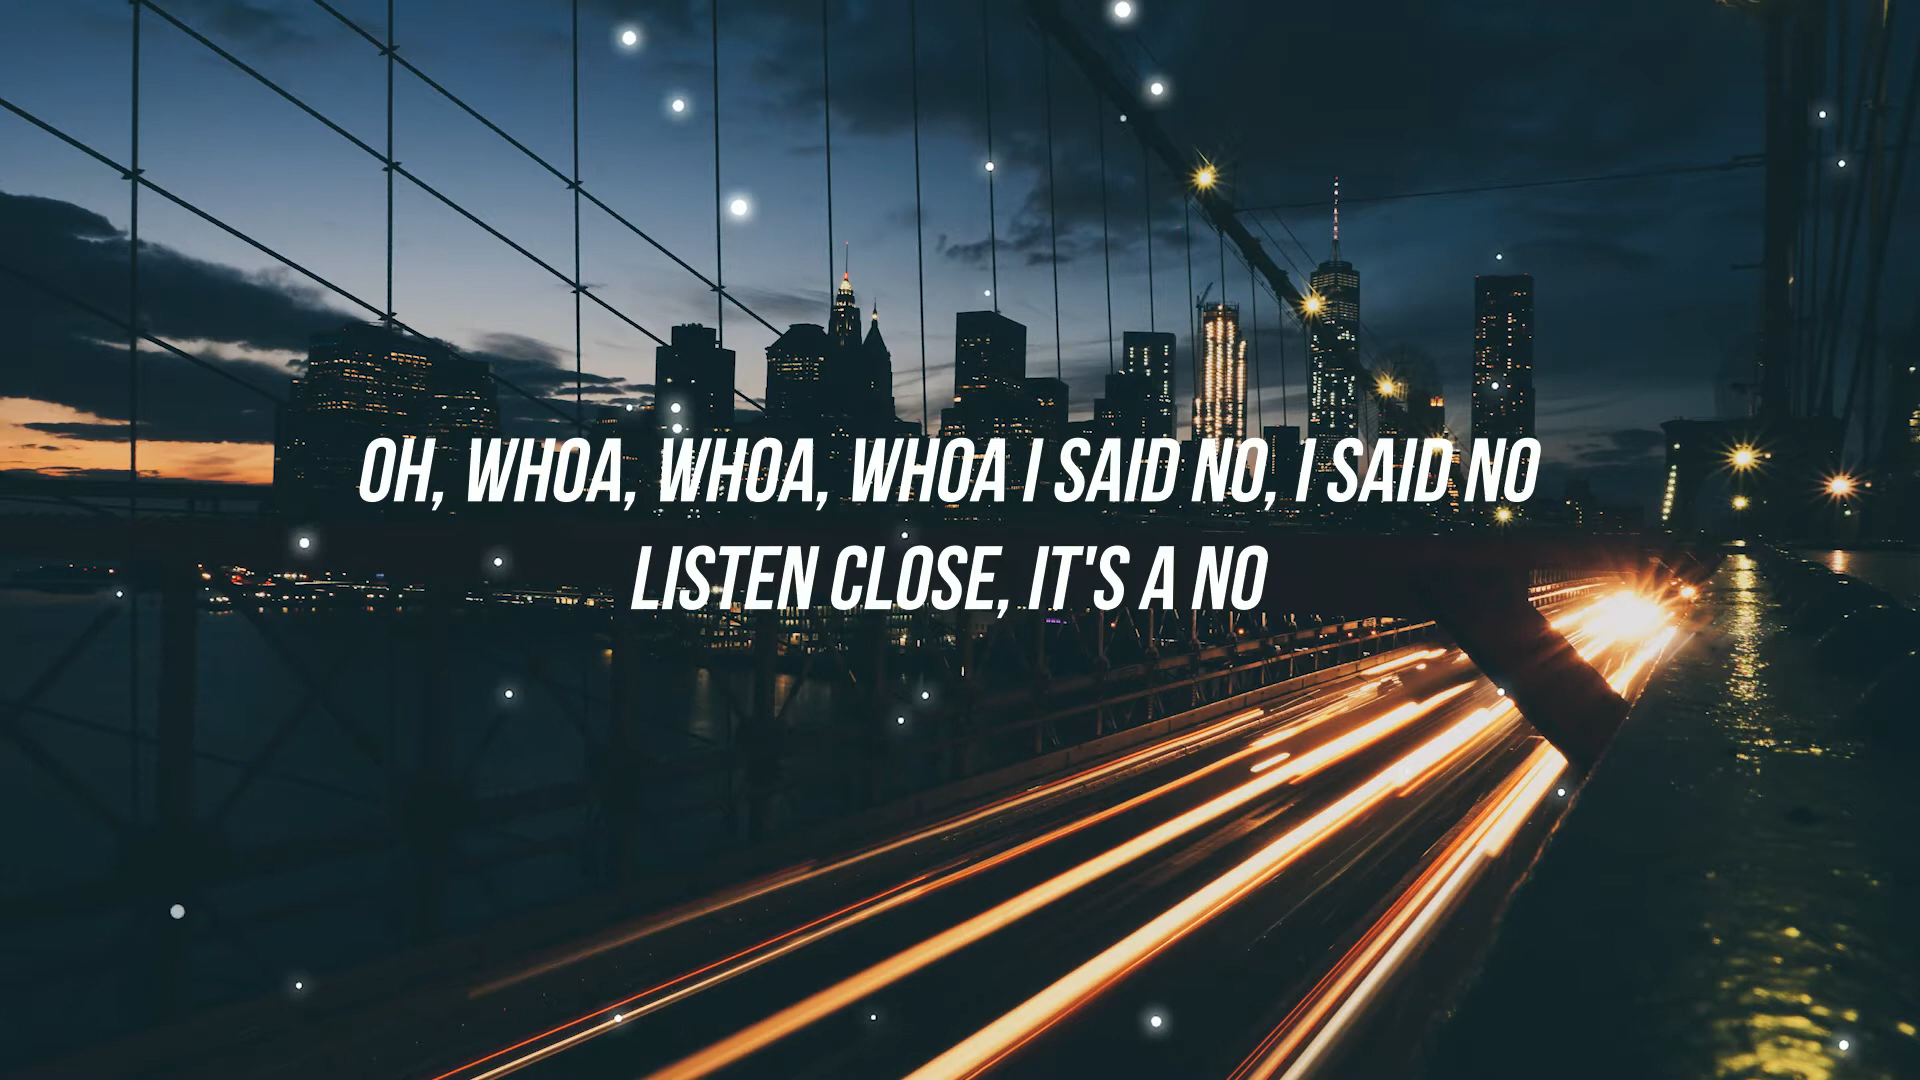 OH, WHOA, WHOA, WHOA I SAID NO, I SAID NO
LISTEN CLOSE, IT'S A NO